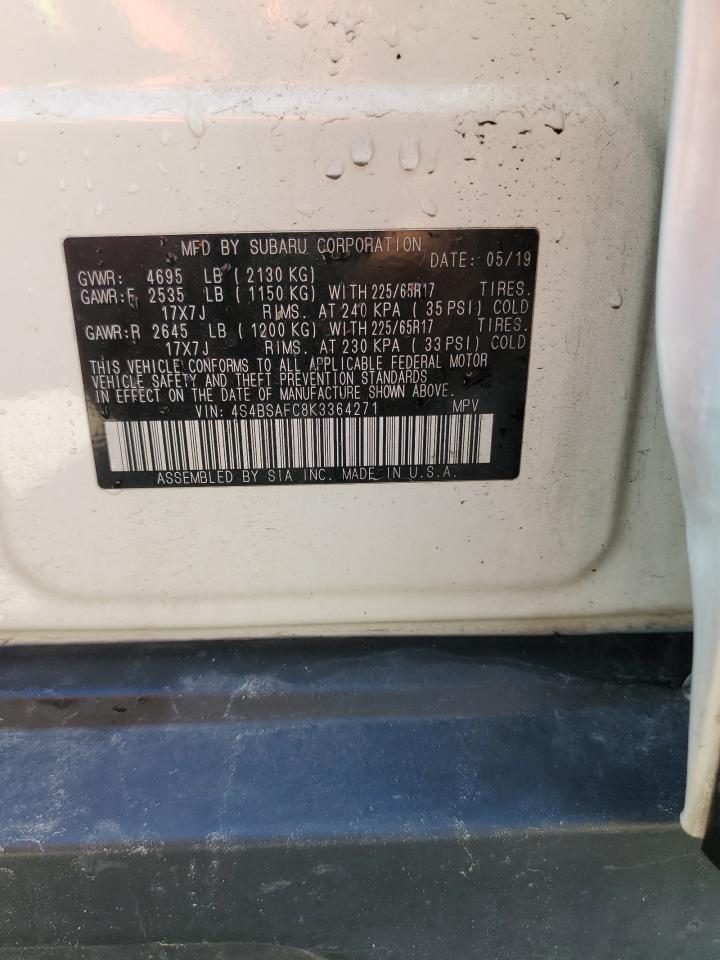 MFD BY SUBARU CORPORATION
DATE: 05/19
GVWR: 4695 LB (2130 KG)
GAWR:F 2535 LB (1150 KG) WITH 225/65R17 TIRES.
17X7J RIMS. AT 240 KPA (35 PSI) COLD
GAWR:R 2645 LB (1200 KG) WITH 225/65R17 TIRES.
17X7J RIMS. AT 230 KPA (33 PSI) COLD
THIS VEHICLE CONFORMS TO ALL APPLICABLE FEDERAL MOTOR
VEHICLE SAFETY AND THEFT PREVENTION STANDARDS
IN EFFECT ON THE DATE OF MANUFACTURE SHOWN ABOVE.
VIN: 4S4BSAFC8K3364271 MPV
ASSEMBLED BY SIA INC. MADE IN U.S.A.